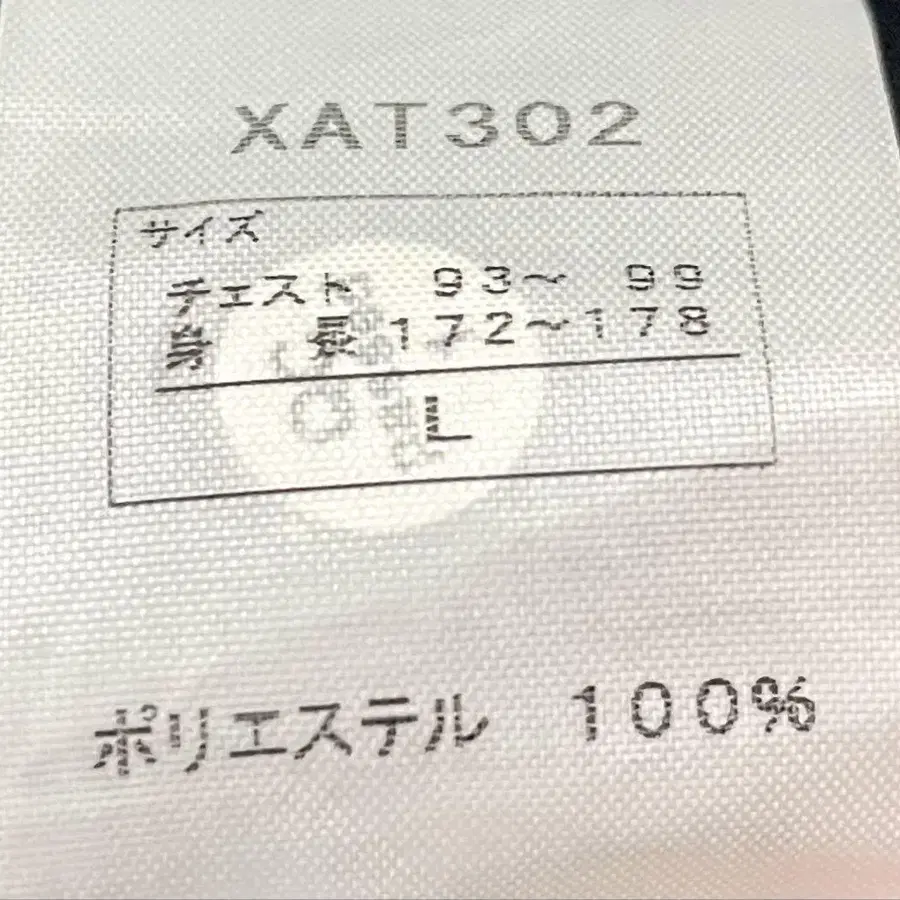 XAT302
サイズ
チェスト 93～ 99
身 長 172～178
L
ポリエステル 100%